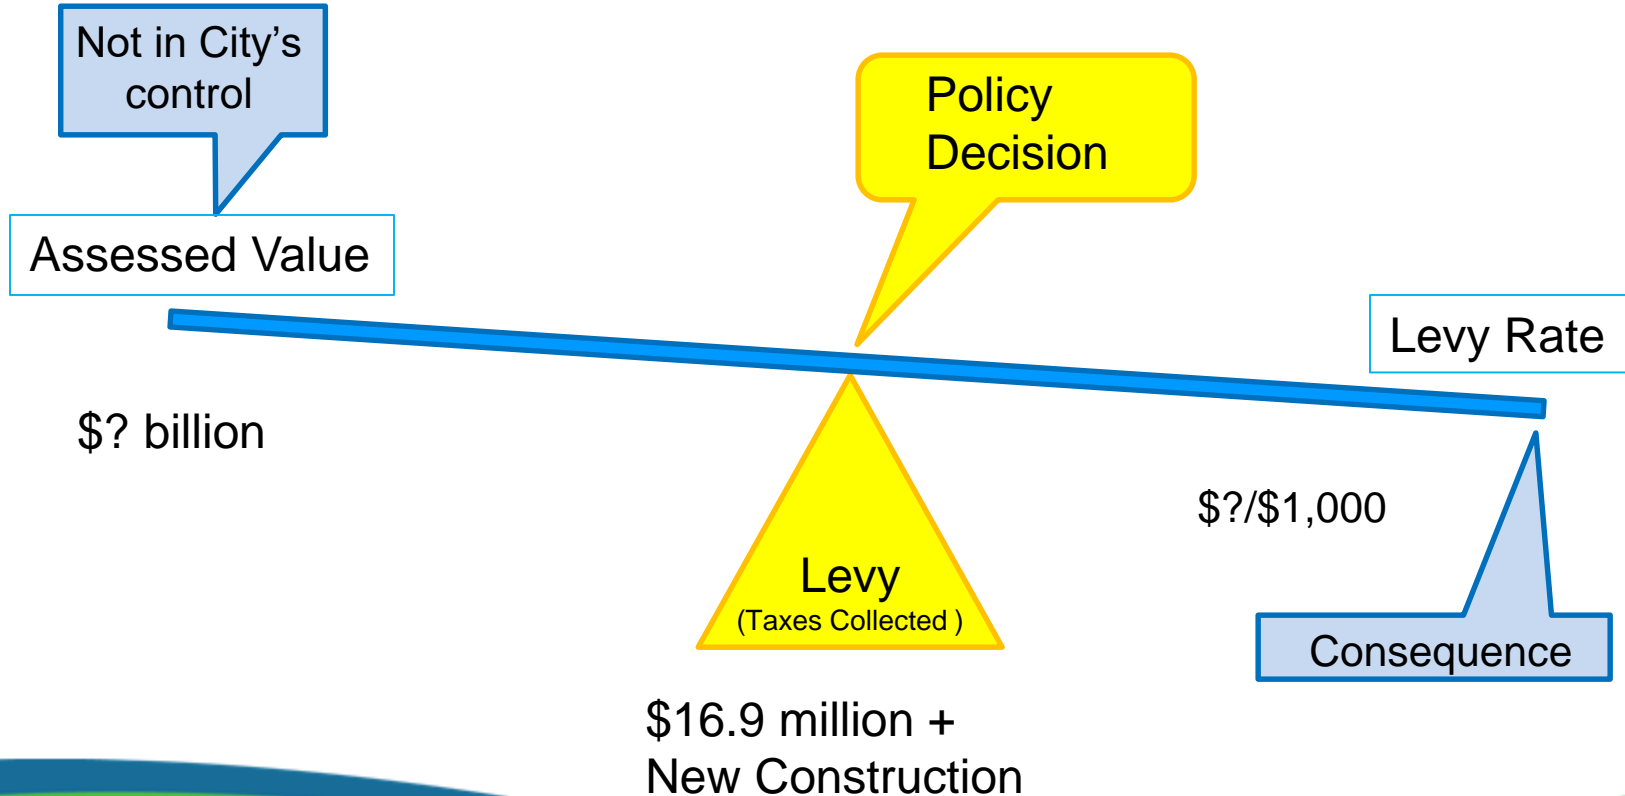 Not in City’s
control
Policy
Decision
Assessed Value
Levy Rate
$? billion
$?/$1,000
Levy
(Taxes Collected )
Consequence
$16.9 million +
New Construction